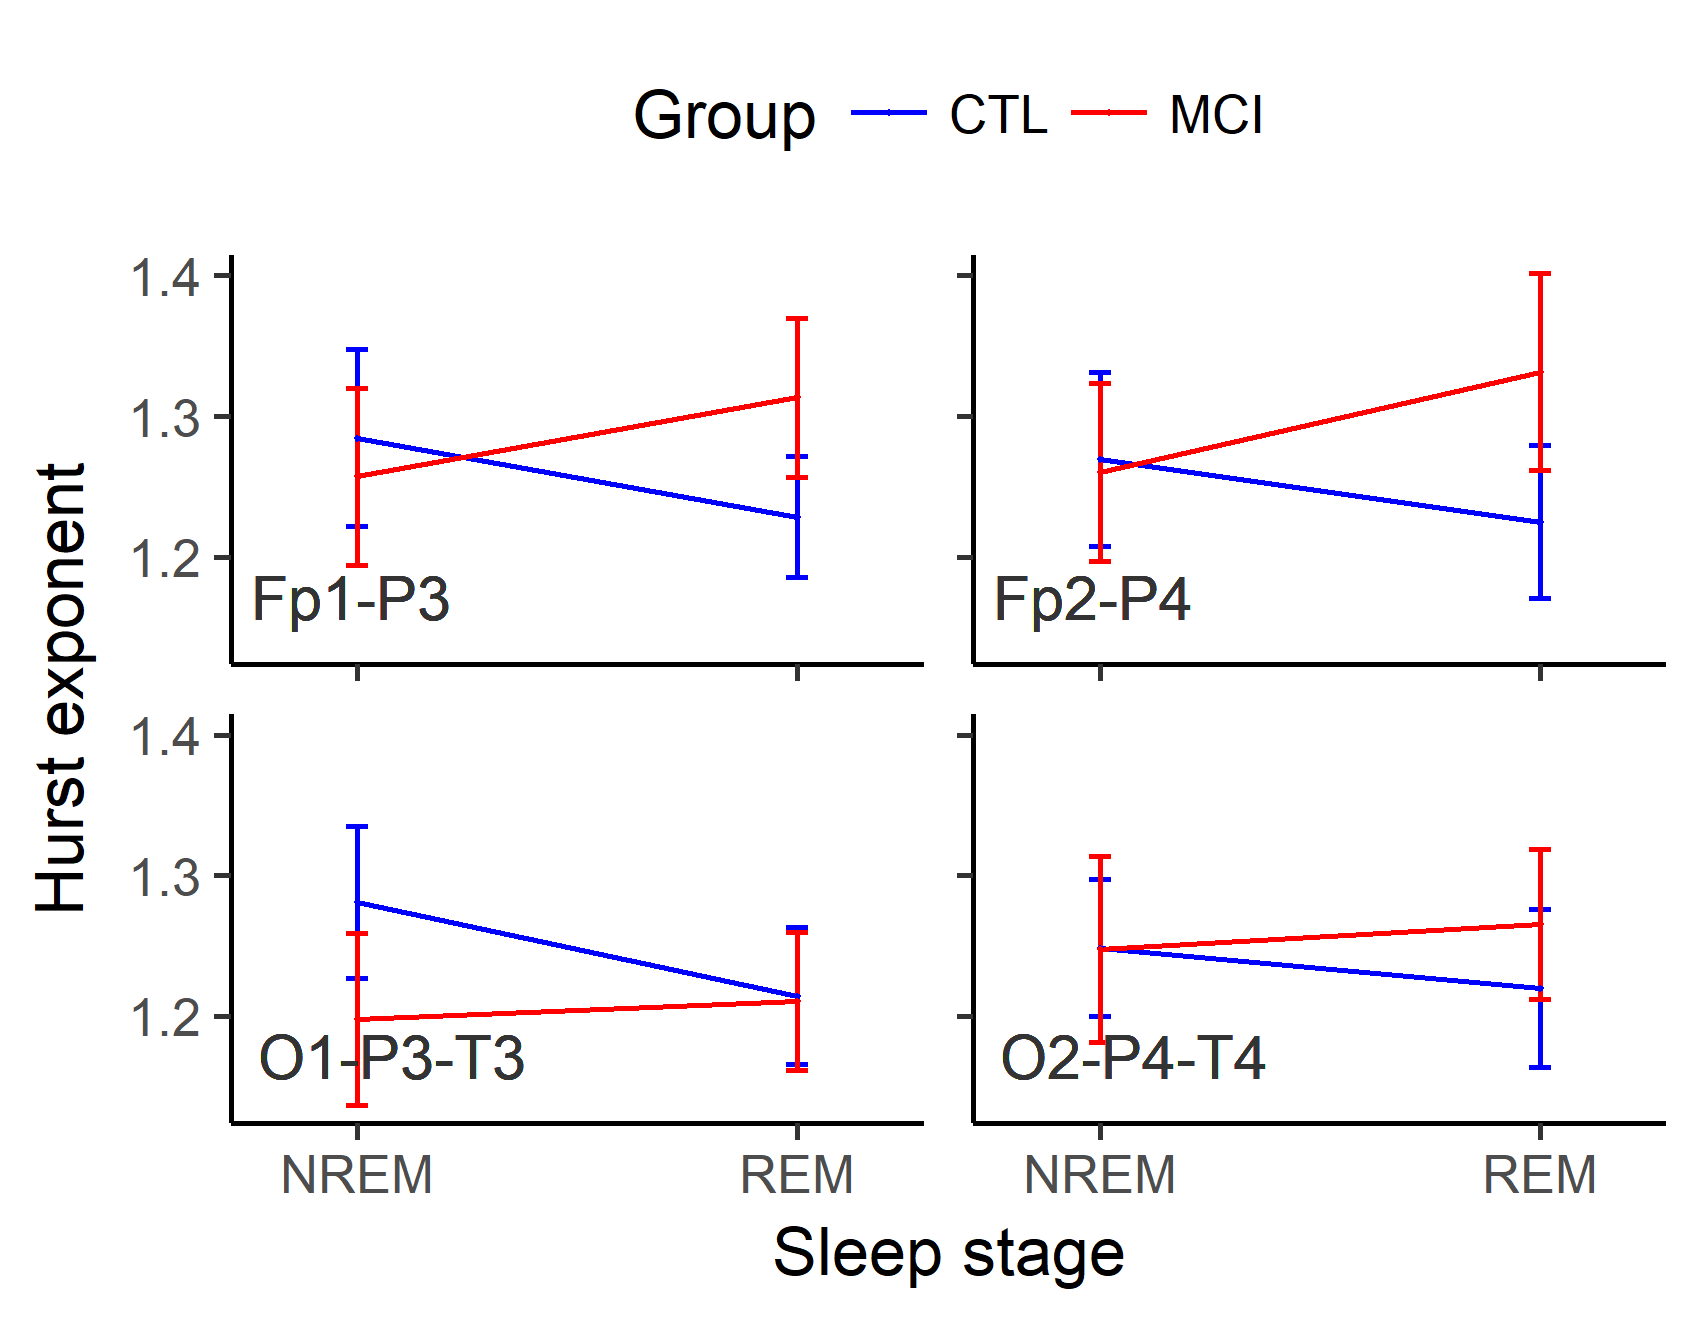 Group CTL MCI
1.4
1.3
1.2
Fp1-P3
Fp2-P4
Hurst exponent
1.4
1.3
1.2
O1-P3-T3
O2-P4-T4
NREM REM NREM REM
Sleep stage